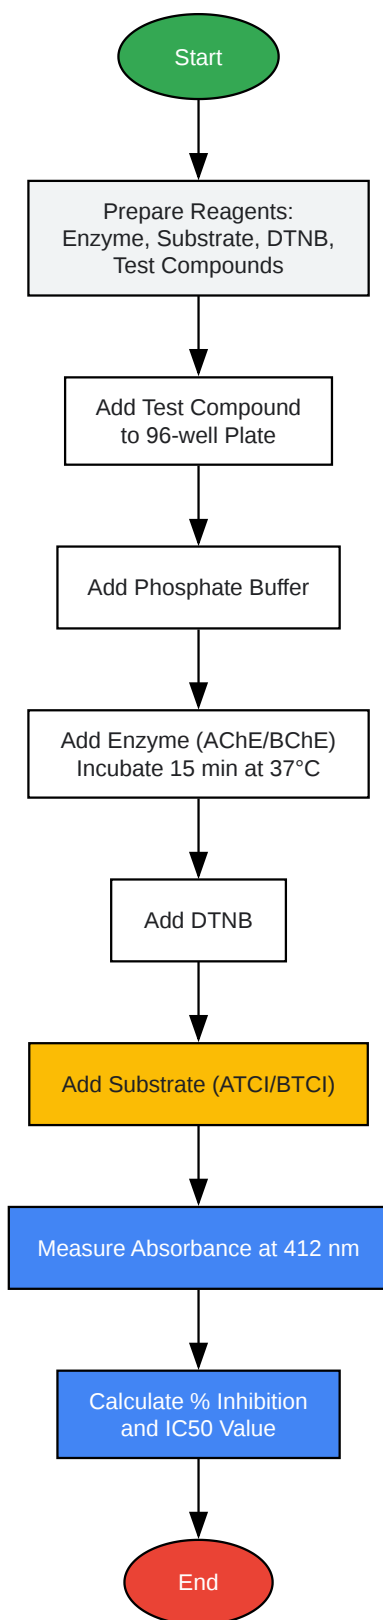 Start
Prepare Reagents:
Enzyme, Substrate, DTNB,
Test Compounds
Add Test Compound
to 96-well Plate
Add Phosphate Buffer
Add Enzyme (AChE/BChE)
Incubate 15 min at 37°C
Add DTNB
Add Substrate (ATCI/BTCI)
Measure Absorbance at 412 nm
Calculate % Inhibition
and IC50 Value
End